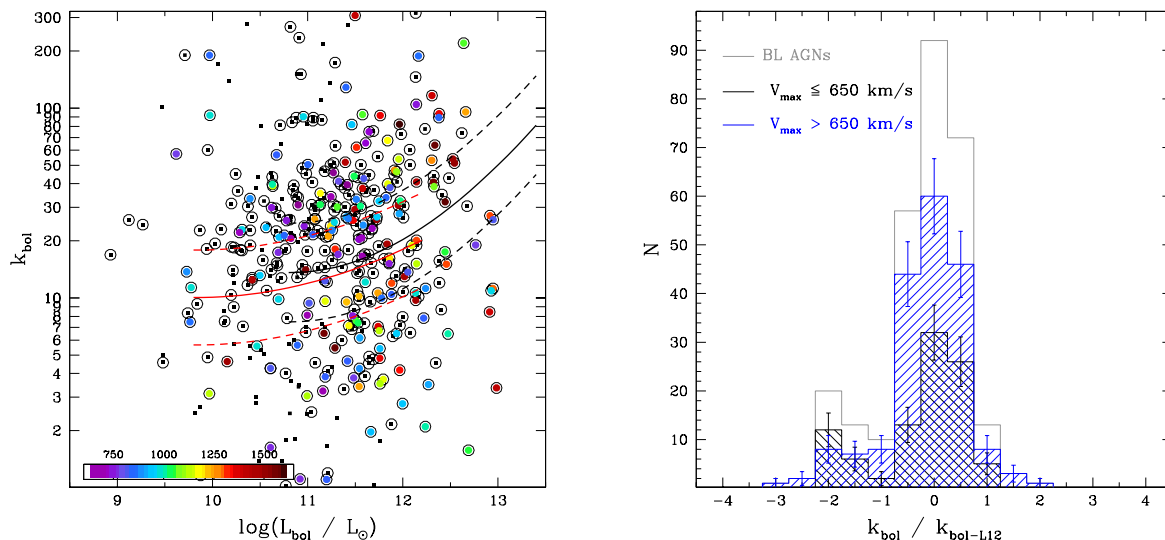 300
200
100
80
70
60
50
40
30
20
10
8
7
6
5
4
3
2
k_bol
750 1000 1250 1500
9 10 11 12 13
log(L_bol / L_⊙)
90
80
70
60
50
40
30
20
10
N
BL AGNs
V_max ≦ 650 km/s
V_max > 650 km/s
−4 −3 −2 −1 0 1 2 3 4
k_bol / k_bol−L12